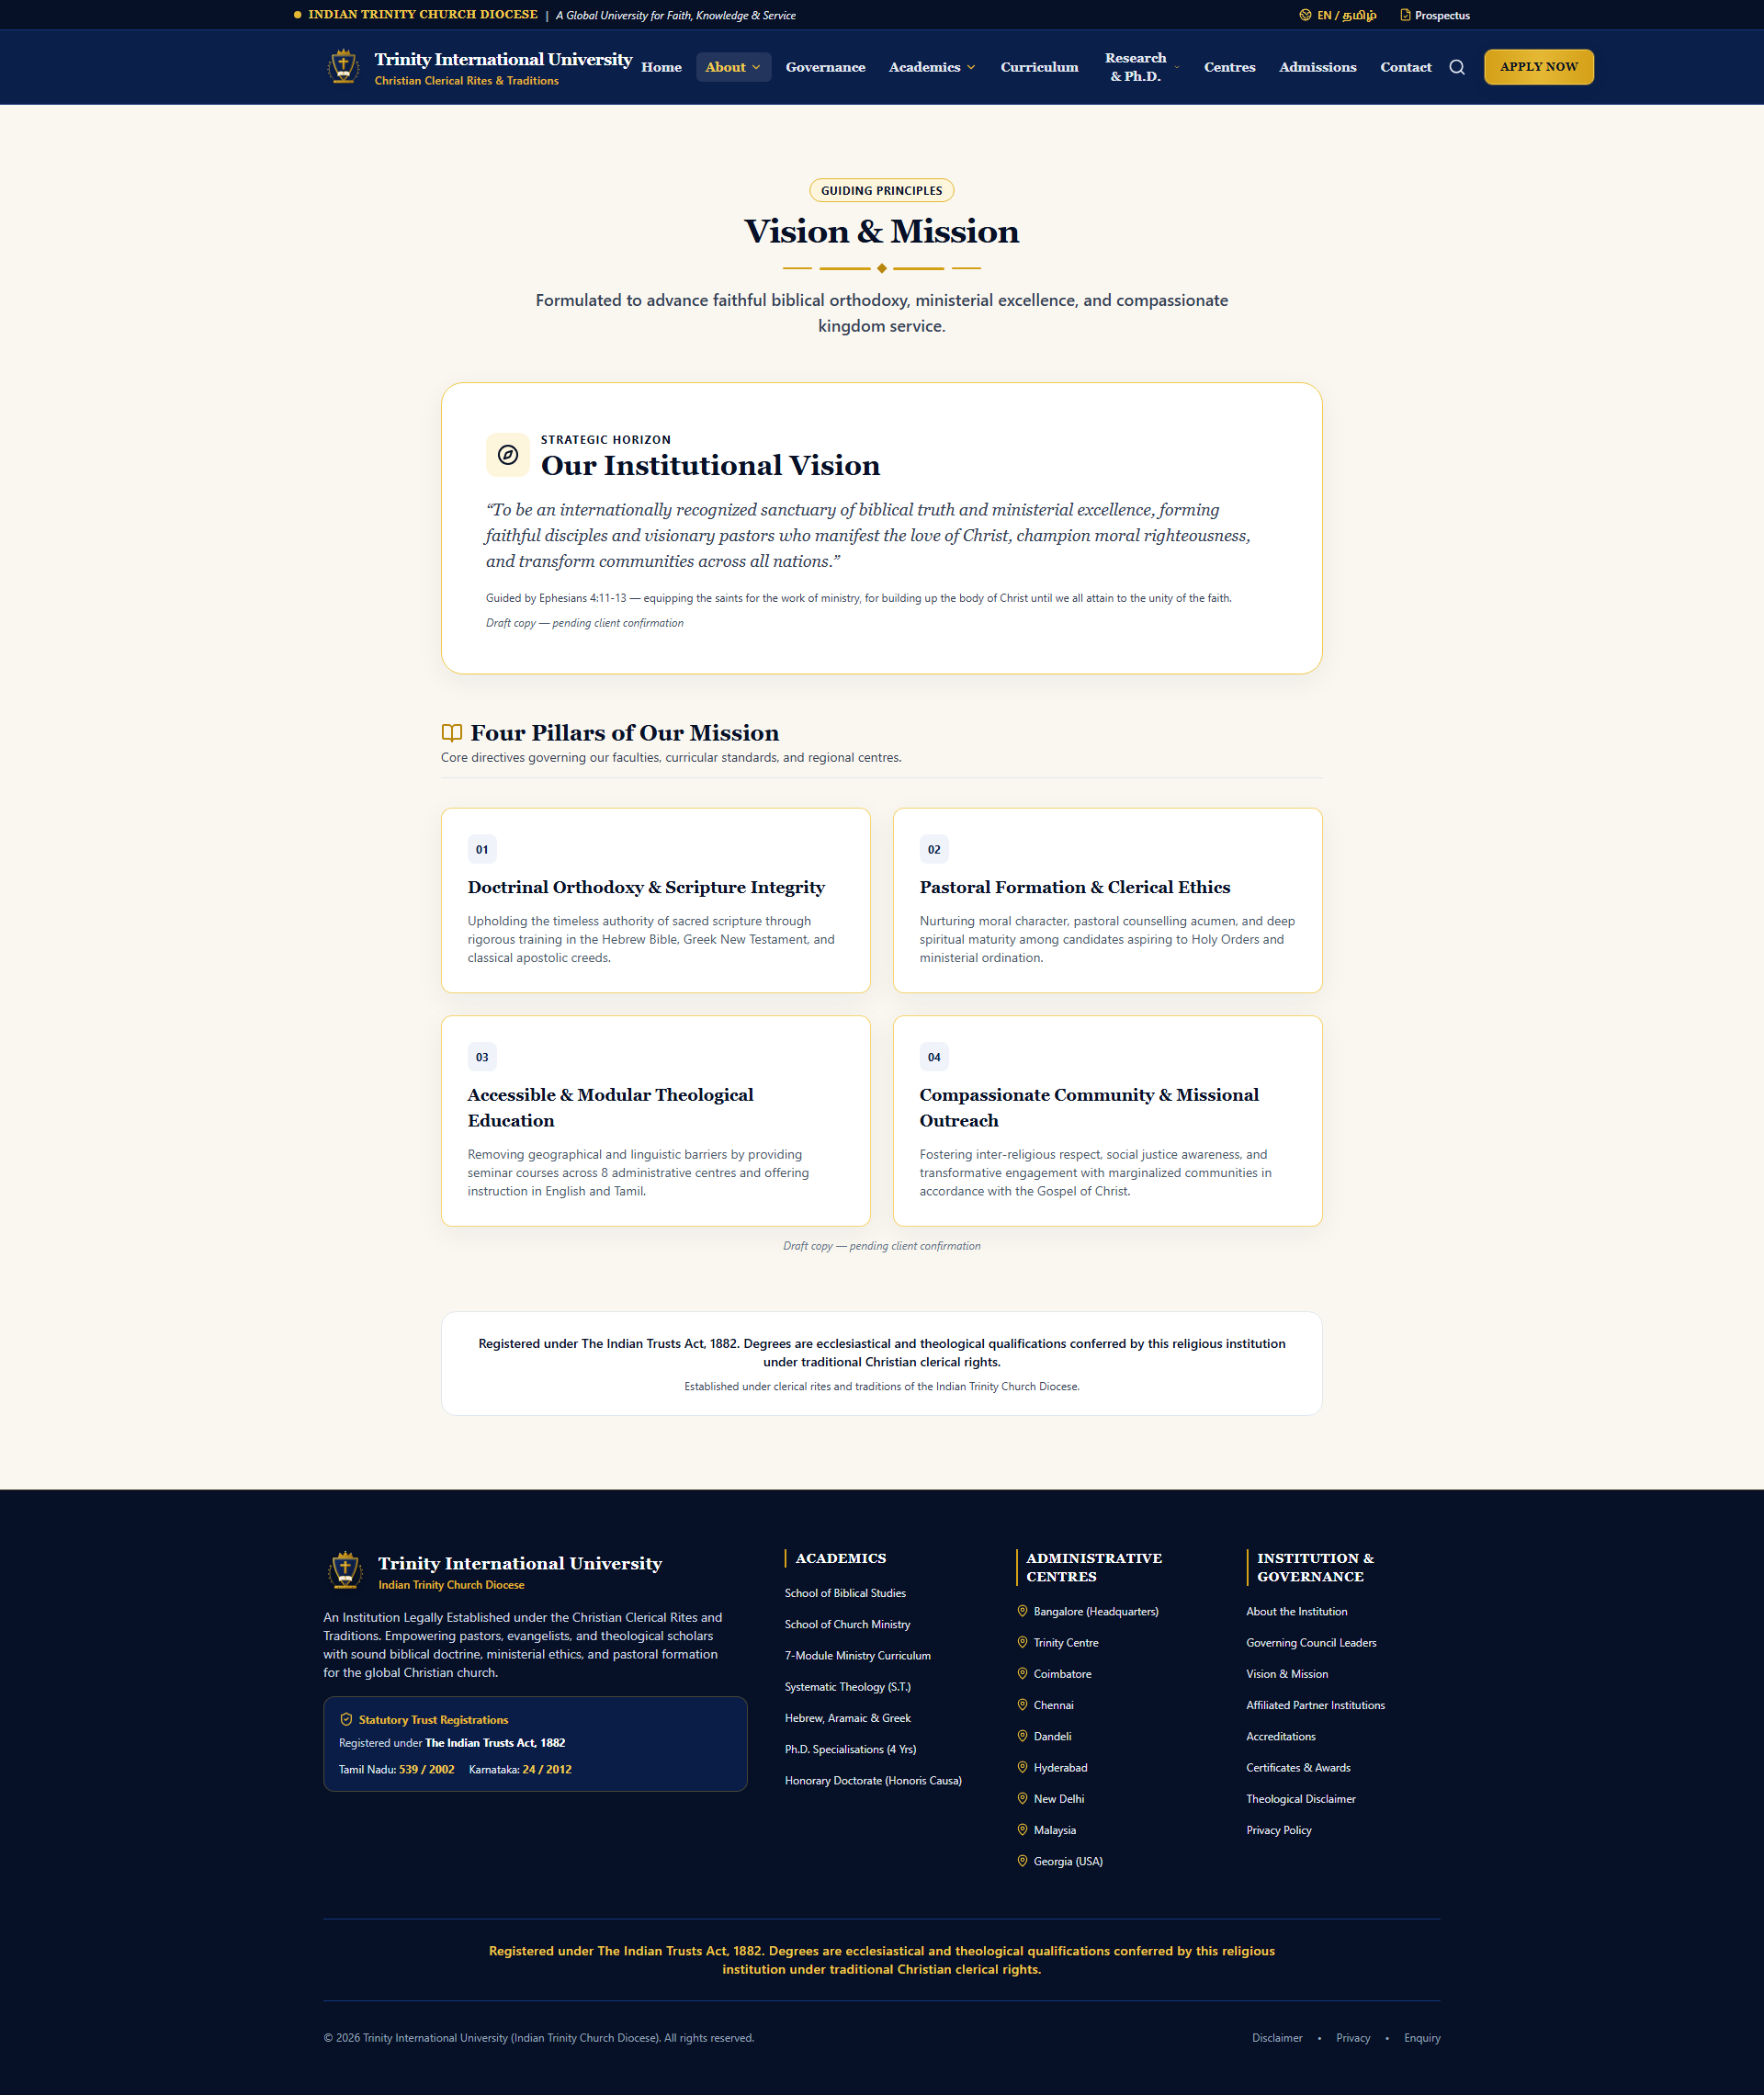 INDIAN TRINITY CHURCH DIOCESE | A Global University for Faith, Knowledge & Service
EN / தமிழ்
Prospectus
Trinity International University
Christian Clerical Rites & Traditions
Home
About
Governance
Academics
Curriculum
Research
& Ph.D.
Centres
Admissions
Contact
APPLY NOW
GUIDING PRINCIPLES
Vision & Mission
Formulated to advance faithful biblical orthodoxy, ministerial excellence, and compassionate
kingdom service.
STRATEGIC HORIZON
Our Institutional Vision
“To be an internationally recognized sanctuary of biblical truth and ministerial excellence, forming
faithful disciples and visionary pastors who manifest the love of Christ, champion moral righteousness,
and transform communities across all nations.”
Guided by Ephesians 4:11-13 — equipping the saints for the work of ministry, for building up the body of Christ until we all attain to the unity of the faith.
Draft copy — pending client confirmation
Four Pillars of Our Mission
Core directives governing our faculties, curricular standards, and regional centres.
01
Doctrinal Orthodoxy & Scripture Integrity
Upholding the timeless authority of sacred scripture through
rigorous training in the Hebrew Bible, Greek New Testament, and
classical apostolic creeds.
02
Pastoral Formation & Clerical Ethics
Nurturing moral character, pastoral counselling acumen, and deep
spiritual maturity among candidates aspiring to Holy Orders and
ministerial ordination.
03
Accessible & Modular Theological
Education
Removing geographical and linguistic barriers by providing
seminar courses across 8 administrative centres and offering
instruction in English and Tamil.
04
Compassionate Community & Missional
Outreach
Fostering inter-religious respect, social justice awareness, and
transformative engagement with marginalized communities in
accordance with the Gospel of Christ.
Draft copy — pending client confirmation
Registered under The Indian Trusts Act, 1882. Degrees are ecclesiastical and theological qualifications conferred by this religious institution
under traditional Christian clerical rights.
Established under clerical rites and traditions of the Indian Trinity Church Diocese.
Trinity International University
Indian Trinity Church Diocese
An Institution Legally Established under the Christian Clerical Rites and
Traditions. Empowering pastors, evangelists, and theological scholars
with sound biblical doctrine, ministerial ethics, and pastoral formation
for the global Christian church.
Statutory Trust Registrations
Registered under The Indian Trusts Act, 1882
Tamil Nadu: 539 / 2002 Karnataka: 24 / 2012
ACADEMICS
School of Biblical Studies
School of Church Ministry
7-Module Ministry Curriculum
Systematic Theology (S.T.)
Hebrew, Aramaic & Greek
Ph.D. Specialisations (4 Yrs)
Honorary Doctorate (Honoris Causa)
ADMINISTRATIVE
CENTRES
Bangalore (Headquarters)
Trinity Centre
Coimbatore
Chennai
Dandeli
Hyderabad
New Delhi
Malaysia
Georgia (USA)
INSTITUTION &
GOVERNANCE
About the Institution
Governing Council Leaders
Vision & Mission
Affiliated Partner Institutions
Accreditations
Certificates & Awards
Theological Disclaimer
Privacy Policy
Registered under The Indian Trusts Act, 1882. Degrees are ecclesiastical and theological qualifications conferred by this religious
institution under traditional Christian clerical rights.
© 2026 Trinity International University (Indian Trinity Church Diocese). All rights reserved.
Disclaimer • Privacy • Enquiry